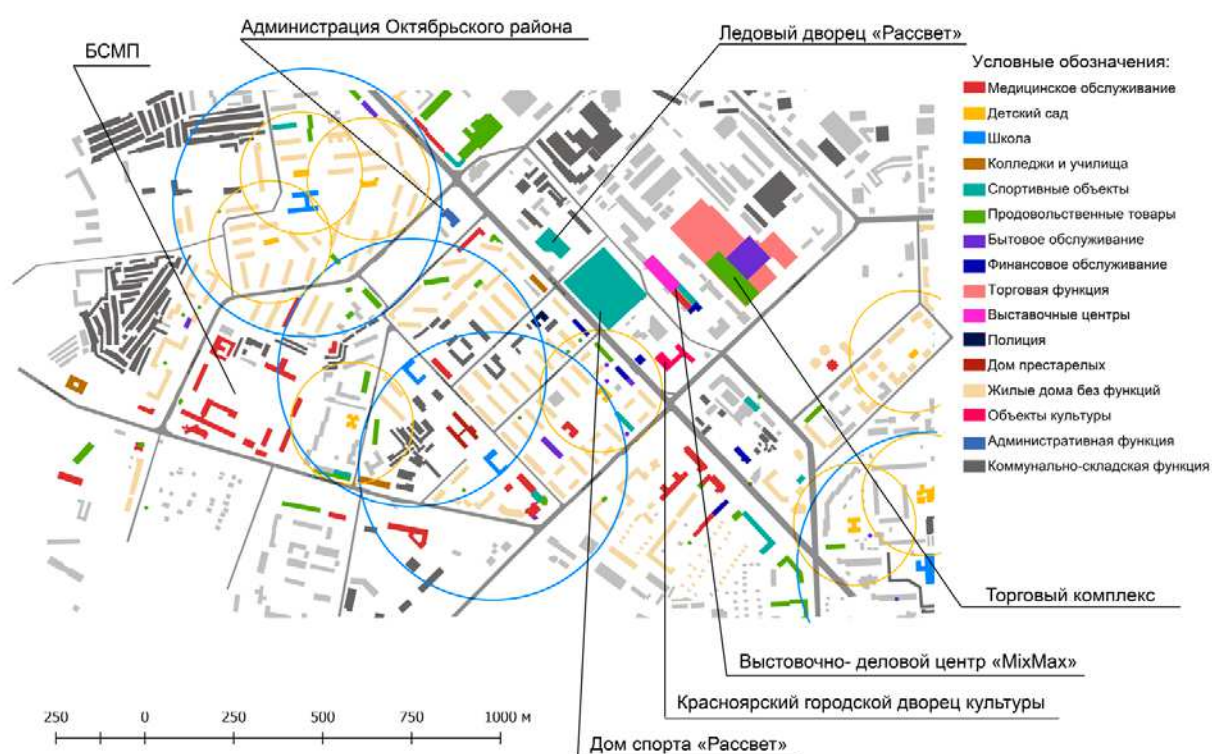 Администрация Октябрьского района
Ледовый дворец «Рассвет»
БСМП
Условные обозначения:
Медицинское обслуживание
Детский сад
Школа
Колледжи и училища
Спортивные объекты
Продовольственные товары
Бытовое обслуживание
Финансовое обслуживание
Торговая функция
Выставочные центры
Полиция
Дом престарелых
Жилые дома без функций
Объекты культуры
Административная функция
Коммунально-складская функция
Торговый комплекс
Выстовочно- деловой центр «MixMax»
Красноярский городской дворец культуры
250 0 250 500 750 1000 м
Дом спорта «Рассвет»